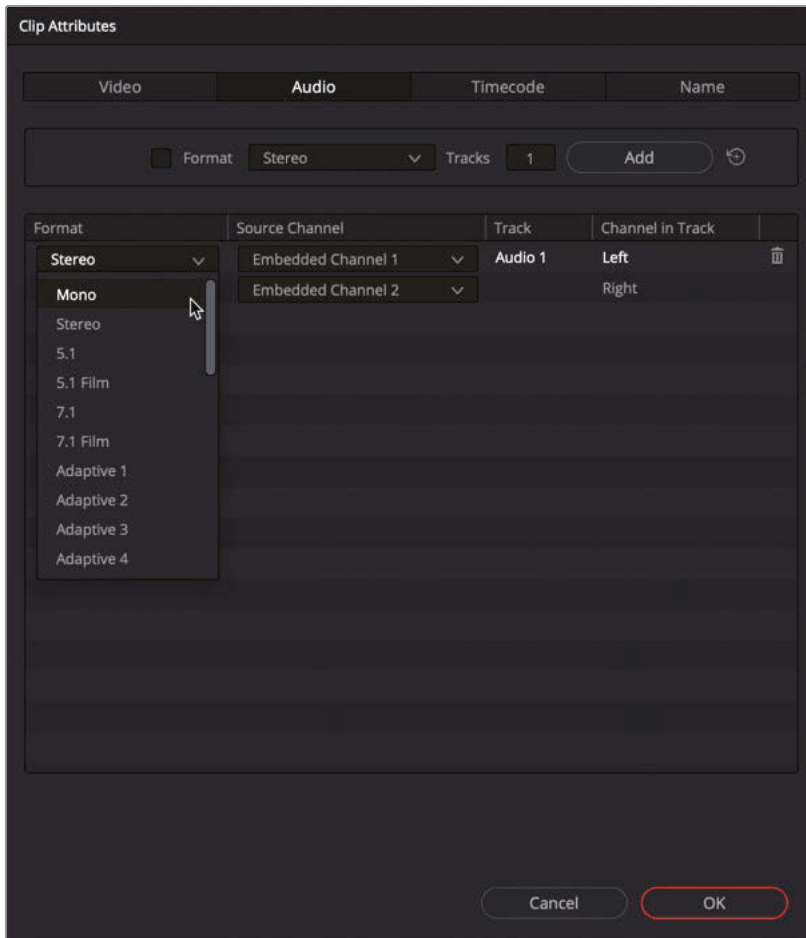 Clip Attributes
Video Audio Timecode Name
Format Stereo Tracks 1 Add
Format Source Channel Track Channel in Track
Stereo Embedded Channel 1 Audio 1 Left
Mono Embedded Channel 2 Right
Stereo
5.1
5.1 Film
7.1
7.1 Film
Adaptive 1
Adaptive 2
Adaptive 3
Adaptive 4
Cancel OK